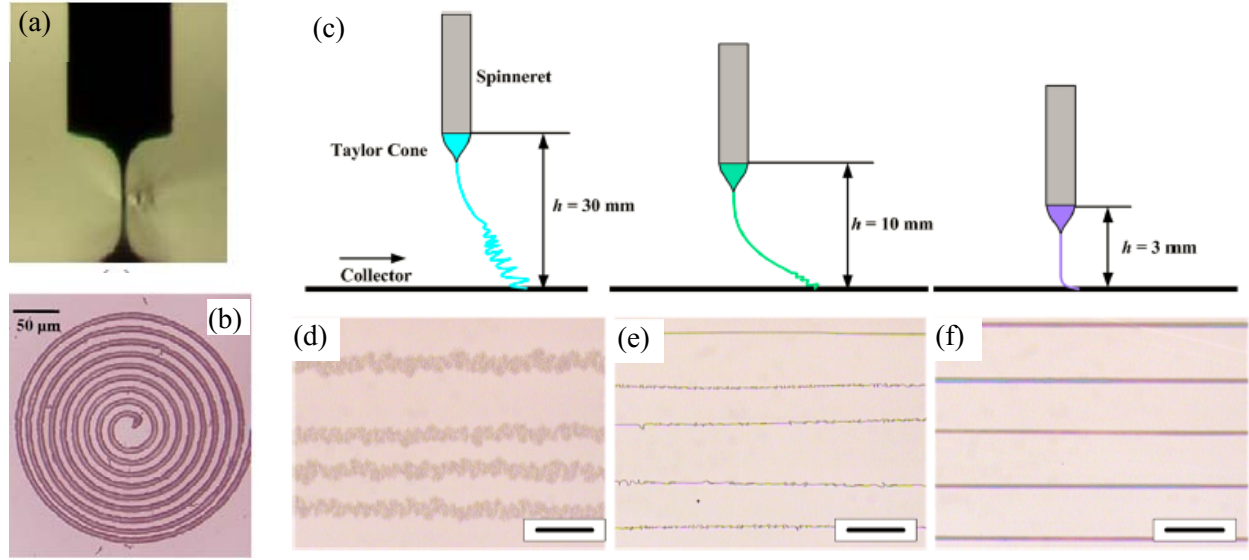 (a)
(c)
Spinneret
Taylor Cone
h = 30 mm
h = 10 mm
h = 3 mm
Collector
50 μm
(b)
(d)
(e)
(f)